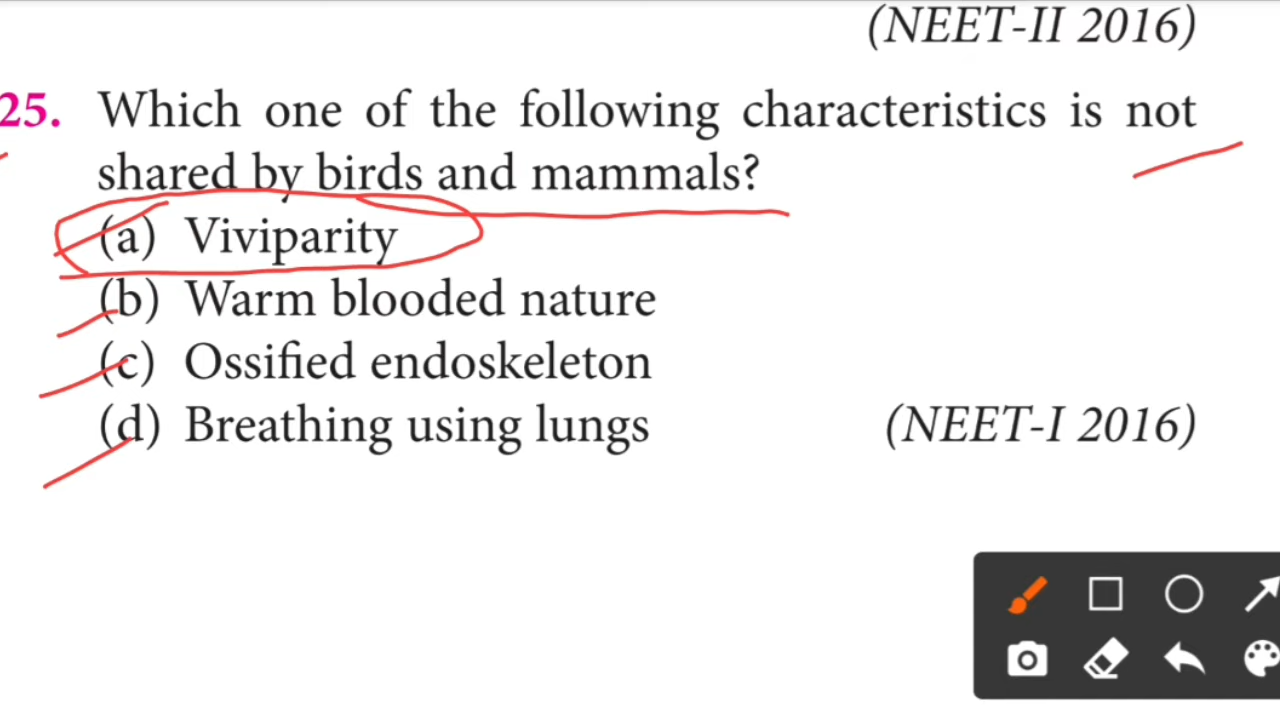 (NEET-II 2016)
25. Which one of the following characteristics is not
shared by birds and mammals?
(a) Viviparity
(b) Warm blooded nature
(c) Ossified endoskeleton
(d) Breathing using lungs (NEET-I 2016)